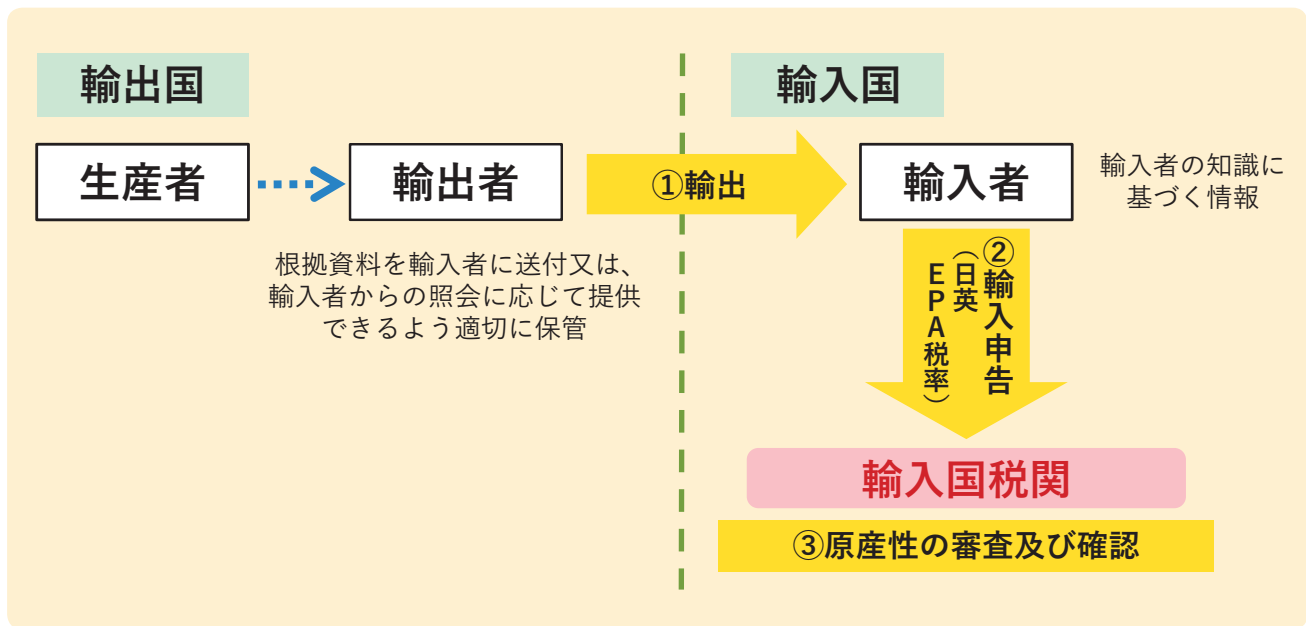 輸出国
輸入国
生産者
輸出者
①輸出
輸入者
輸入者の知識に
基づく情報
根拠資料を輸入者に送付又は、
輸入者からの照会に応じて提供
できるよう適切に保管
②輸入申告
（日英
EPA税率）
輸入国税関
③原産性の審査及び確認